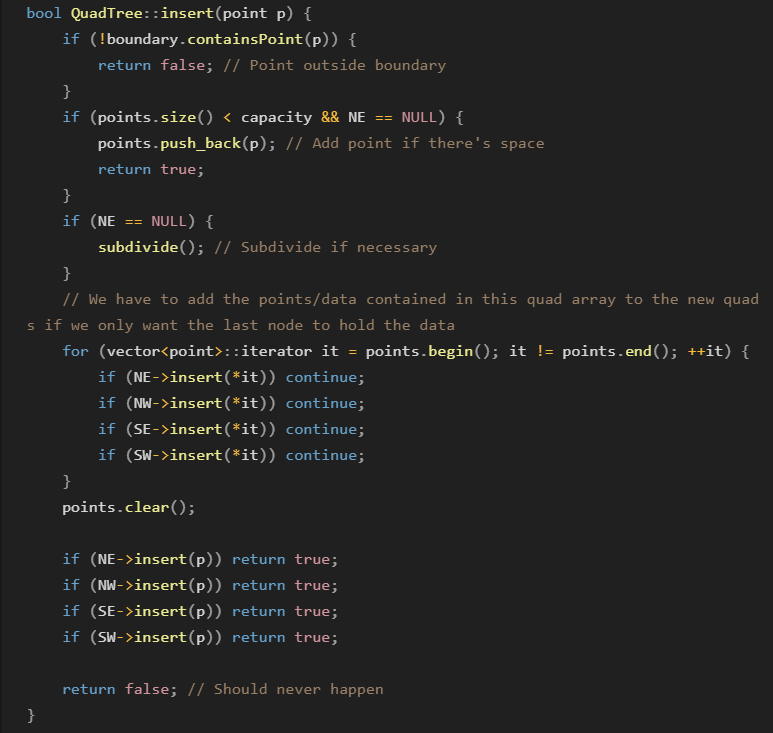 bool QuadTree::insert(point p) {
    if (!boundary.containsPoint(p)) {
        return false; // Point outside boundary
    }
    if (points.size() < capacity && NE == NULL) {
        points.push_back(p); // Add point if there's space
        return true;
    }
    if (NE == NULL) {
        subdivide(); // Subdivide if necessary
    }
    // We have to add the points/data contained in this quad array to the new quad
s if we only want the last node to hold the data
    for (vector<point>::iterator it = points.begin(); it != points.end(); ++it) {
        if (NE->insert(*it)) continue;
        if (NW->insert(*it)) continue;
        if (SE->insert(*it)) continue;
        if (SW->insert(*it)) continue;
    }
    points.clear();

    if (NE->insert(p)) return true;
    if (NW->insert(p)) return true;
    if (SE->insert(p)) return true;
    if (SW->insert(p)) return true;

    return false; // Should never happen
}